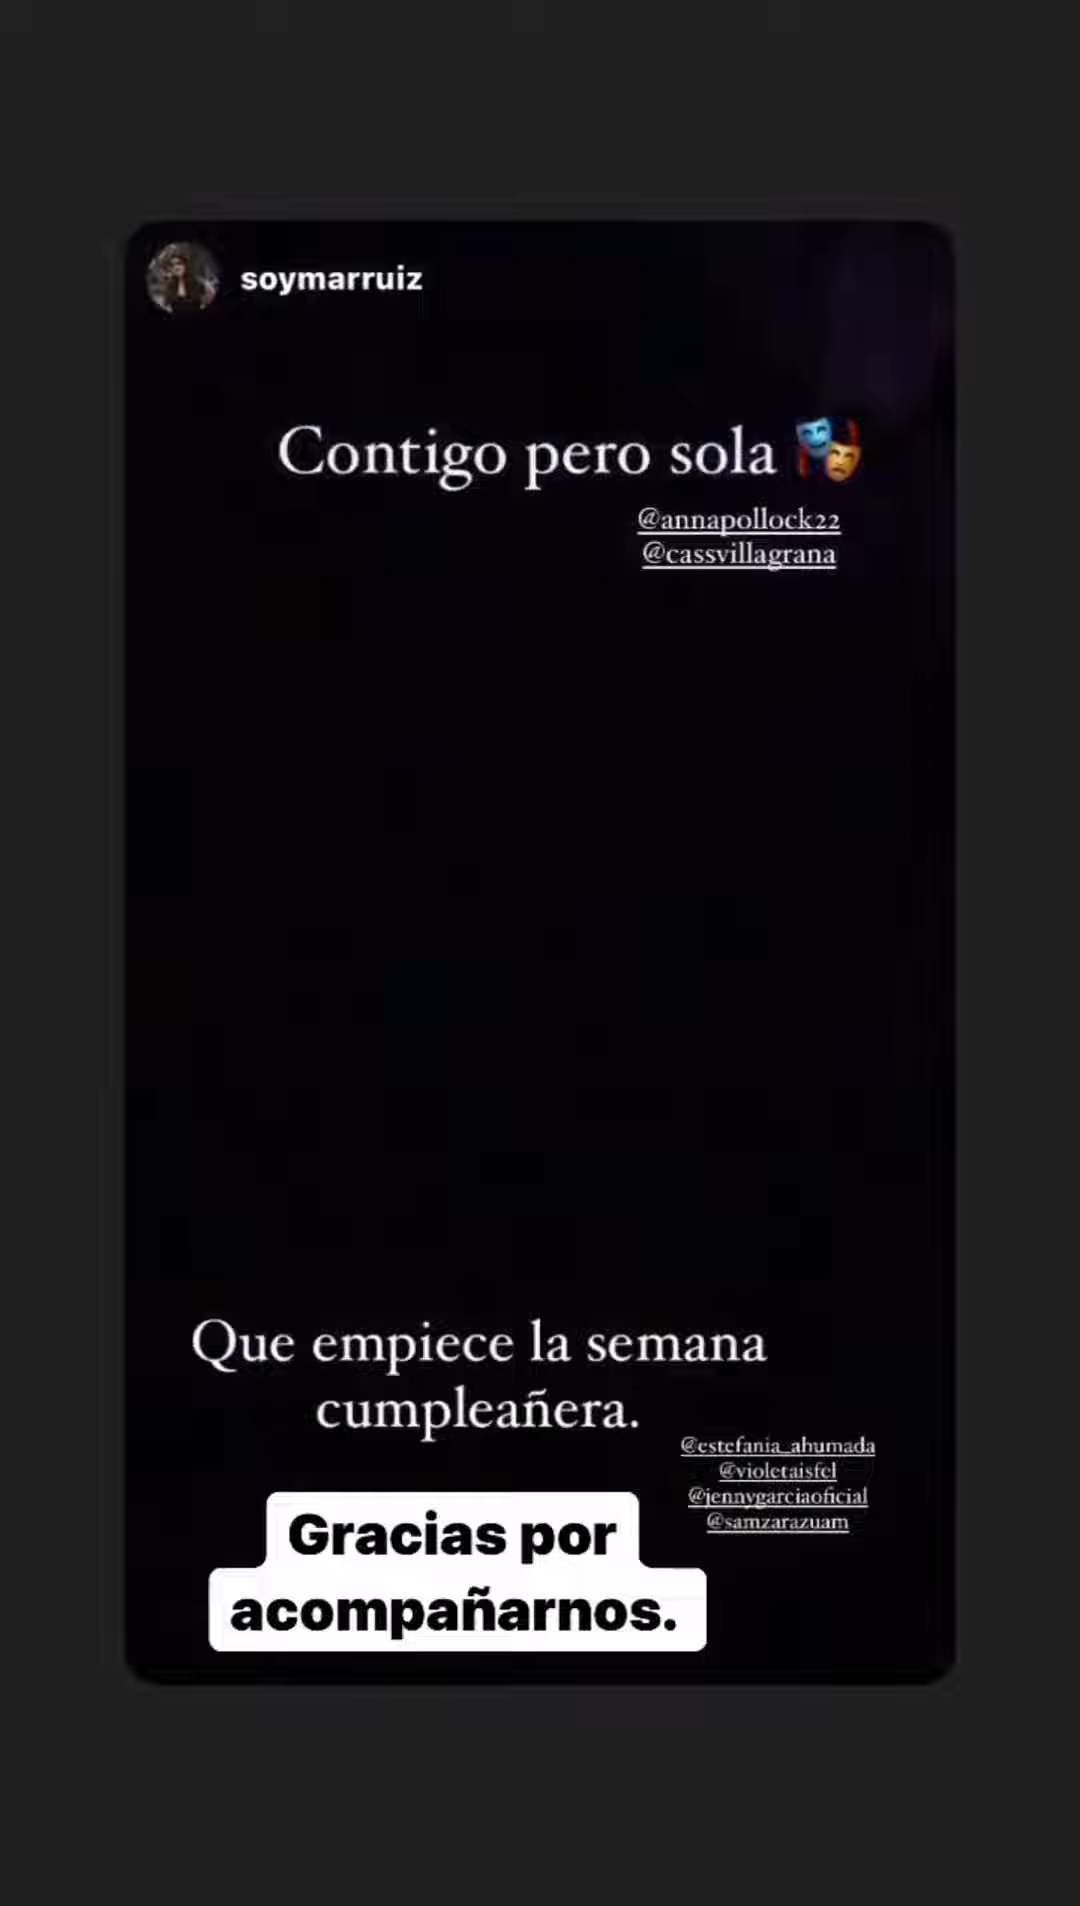 soymarruiz
Contigo pero sola 🎭
@annapollock22
@cassvillagrana
Que empiece la semana
cumpleañera.
@estefania_ahumada
@violetaisfel
@jennygarciaoficial
@samzarazuam
Gracias por
acompañarnos.